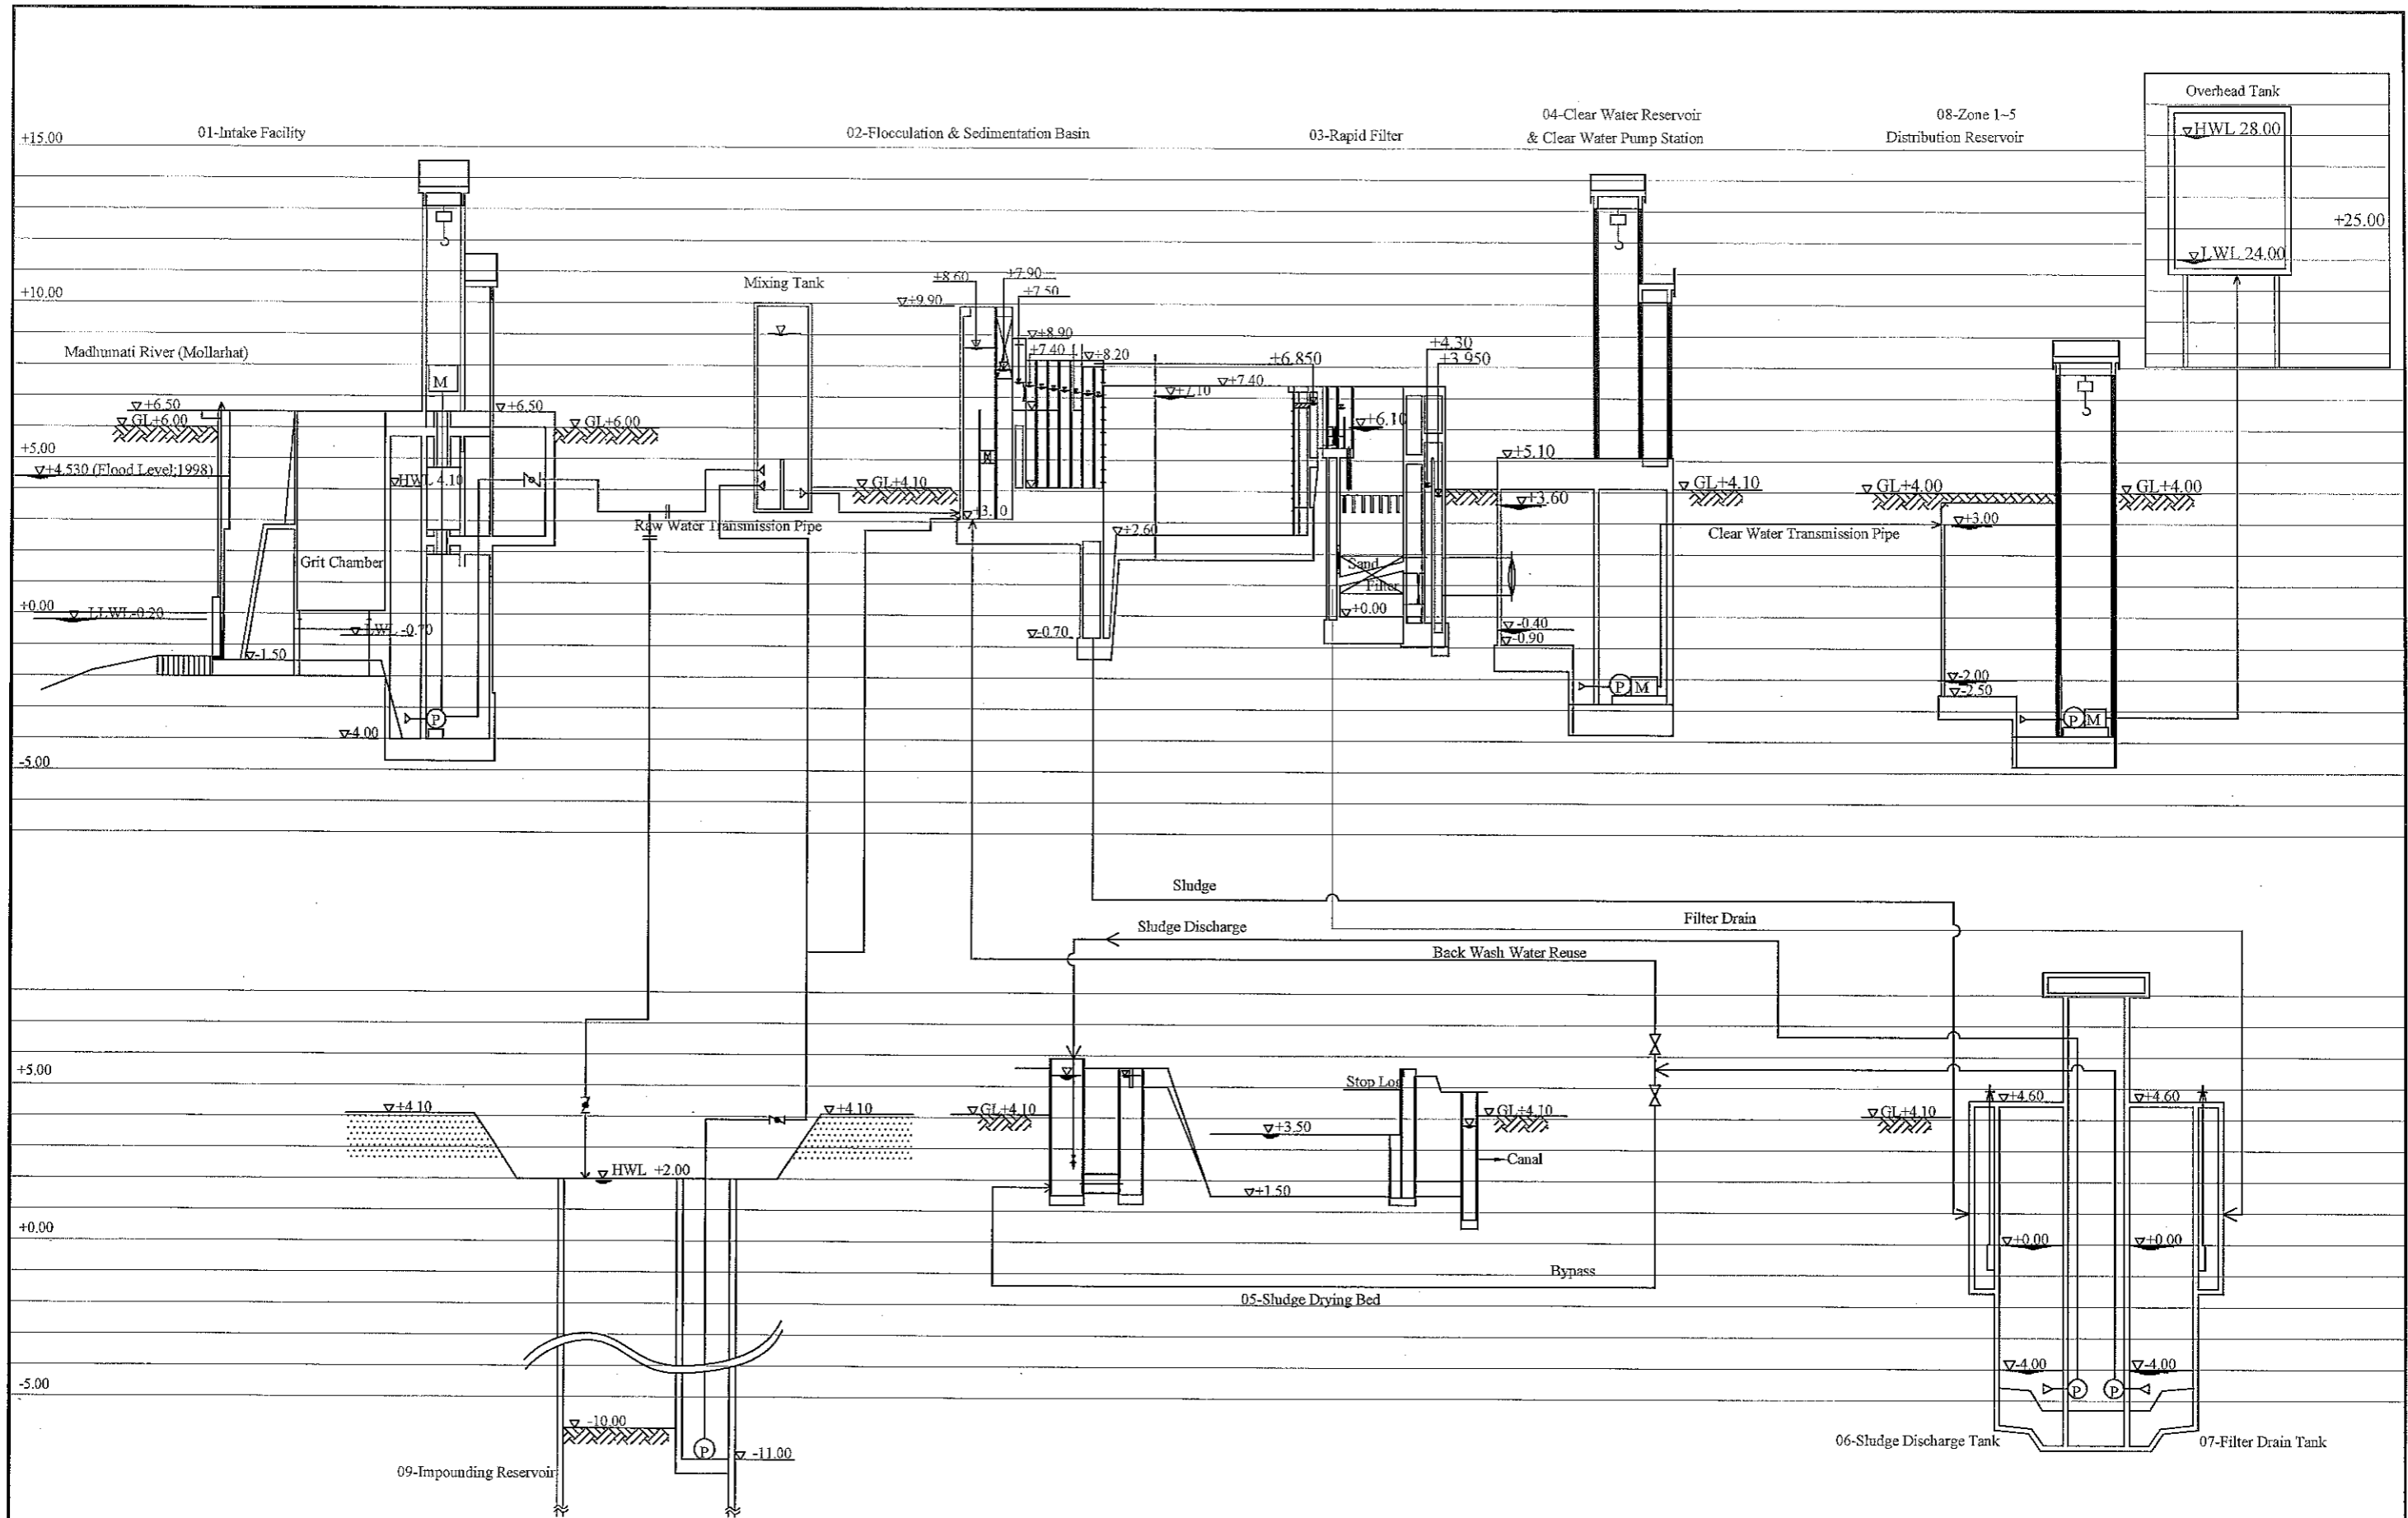 Overhead Tank
HWL 28.00
+25.00
LWL 24.00
01-Intake Facility
02-Flocculation & Sedimentation Basin
03-Rapid Filter
04-Clear Water Reservoir
& Clear Water Pump Station
08-Zone 1~5
Distribution Reservoir
+15.00
+10.00
+5.00
+0.00
-5.00
Madhumati River (Mollarhat)
+6.50
GL+6.00
+4.530 (Flood Level:1998)
LLWL-0.20
-1.50
Grit Chamber
LWL -0.70
-4.00
M
HWL 4.10
P
+6.50
GL+6.00
Raw Water Transmission Pipe
Mixing Tank
GL+4.10
+9.90
+8.60
+7.90
+7.50
+8.90
+7.40
+8.20
M
+3.10
+2.60
-0.70
+7.10
+7.40
+6.850
+4.30
+3.950
+6.10
Sand
Filter
+0.00
+5.10
+3.60
-0.40
-0.90
P
M
GL+4.10
Clear Water Transmission Pipe
GL+4.00
+3.00
-2.00
-2.50
P
M
GL+4.00
Sludge
Filter Drain
Sludge Discharge
Back Wash Water Reuse
+5.00
+0.00
-5.00
+4.10
+4.10
HWL +2.00
-10.00
P
-11.00
09-Impounding Reservoir
GL+4.10
Stop Log
+3.50
+1.50
GL+4.10
Canal
Bypass
05-Sludge Drying Bed
GL+4.10
+4.60
+4.60
+0.00
+0.00
-4.00
-4.00
P
P
06-Sludge Discharge Tank
07-Filter Drain Tank